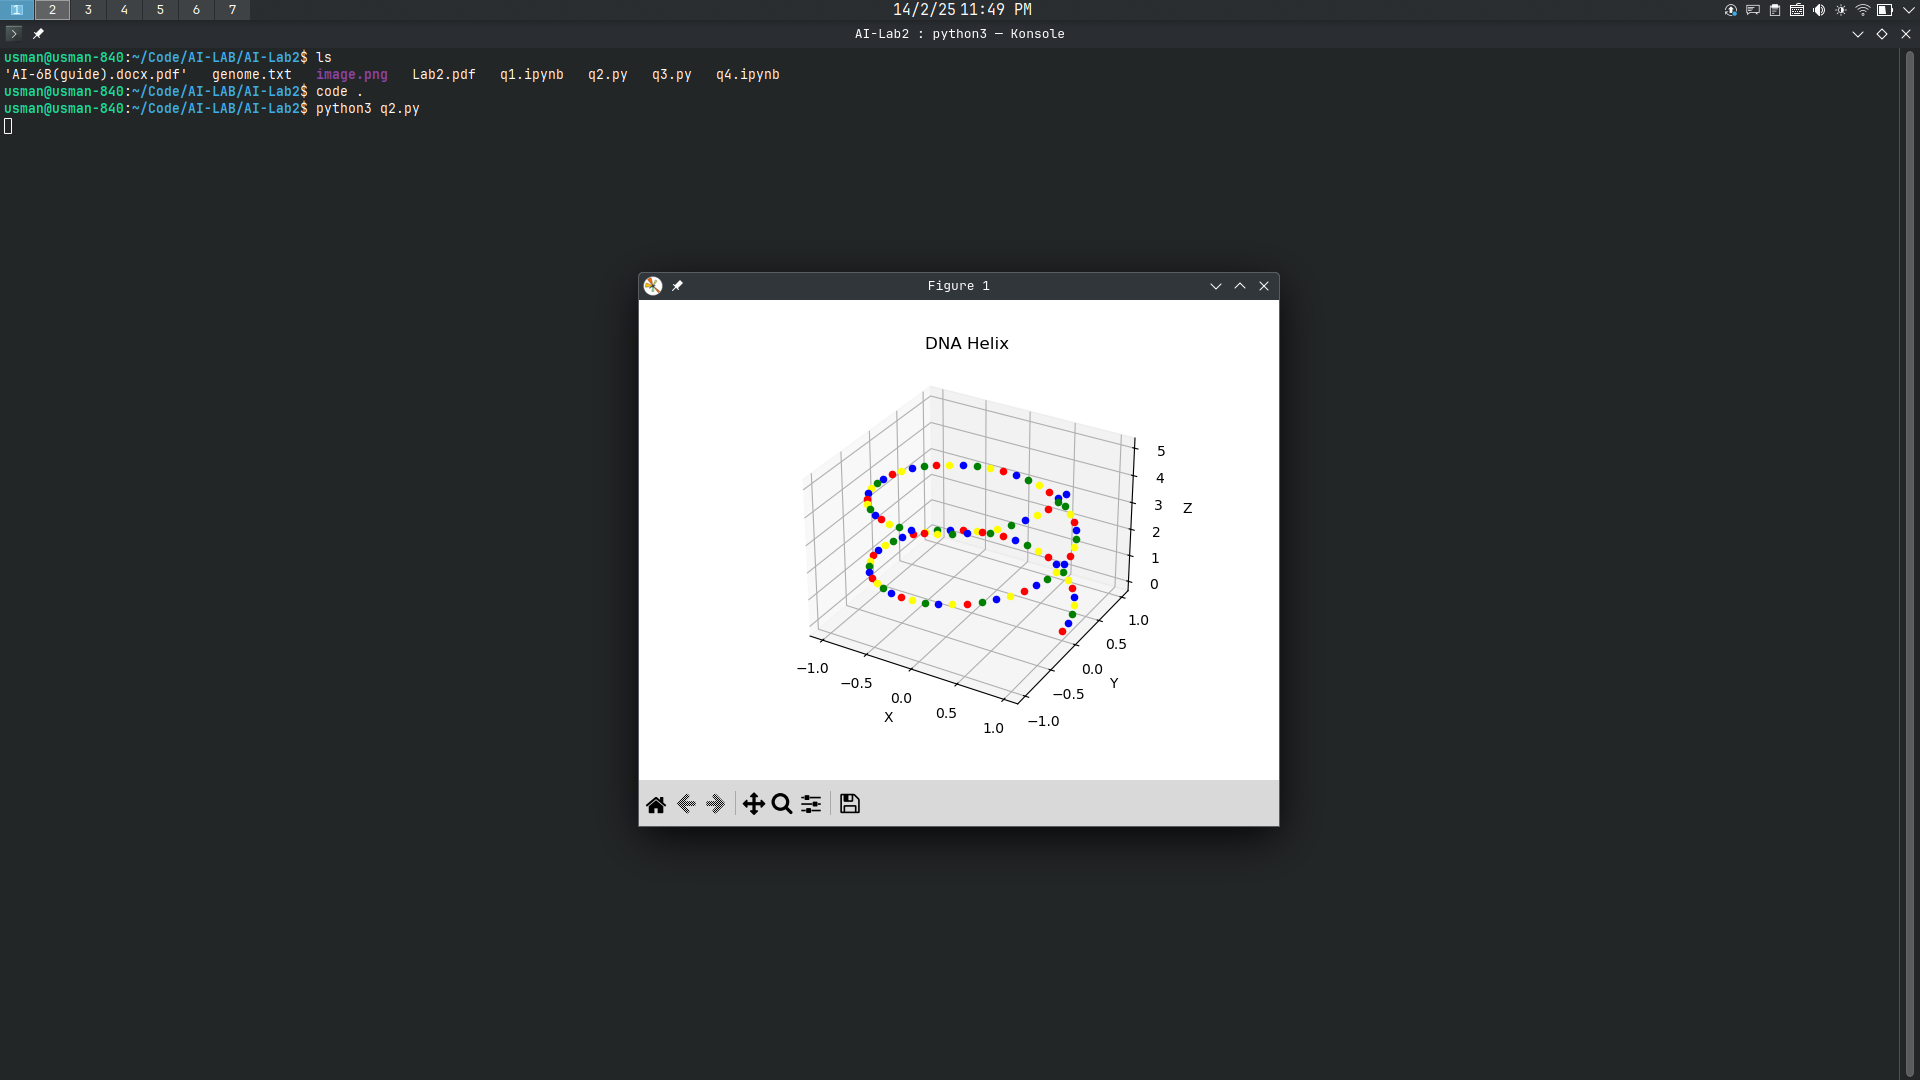 1 2 3 4 5 6 7
14/2/25 11:49 PM
AI-Lab2 : python3 — Konsole
usman@usman-840:~/Code/AI-LAB/AI-Lab2$ ls
'AI-6B(guide).docx.pdf' genome.txt image.png Lab2.pdf q1.ipynb q2.py q3.py q4.ipynb
usman@usman-840:~/Code/AI-LAB/AI-Lab2$ code .
usman@usman-840:~/Code/AI-LAB/AI-Lab2$ python3 q2.py
Figure 1
DNA Helix
5
4
3
Z
2
1
0
1.0
0.5
0.0
Y
−0.5
−1.0
−1.0
−0.5
0.0
X
0.5
1.0